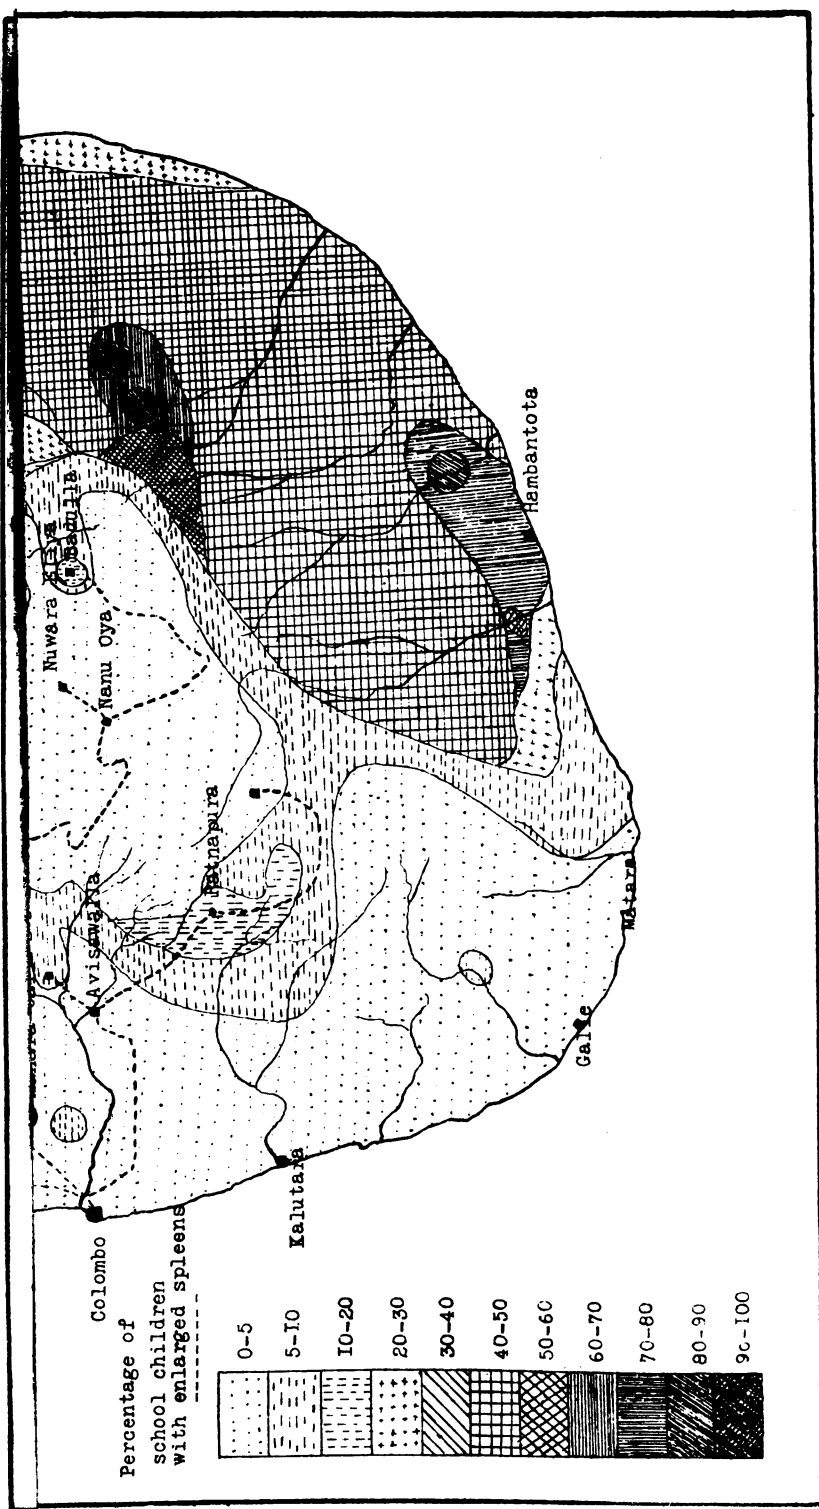 Nuwara Eliya
Badulla
Nanu Oya
Ratnapura
Avisawalla
Hambantota
Matara
Galle
Kalutara
Colombo
Percentage of
school children
with enlarged spleens
0-5
5-10
10-20
20-30
30-40
40-50
50-60
60-70
70-80
80-90
90-100